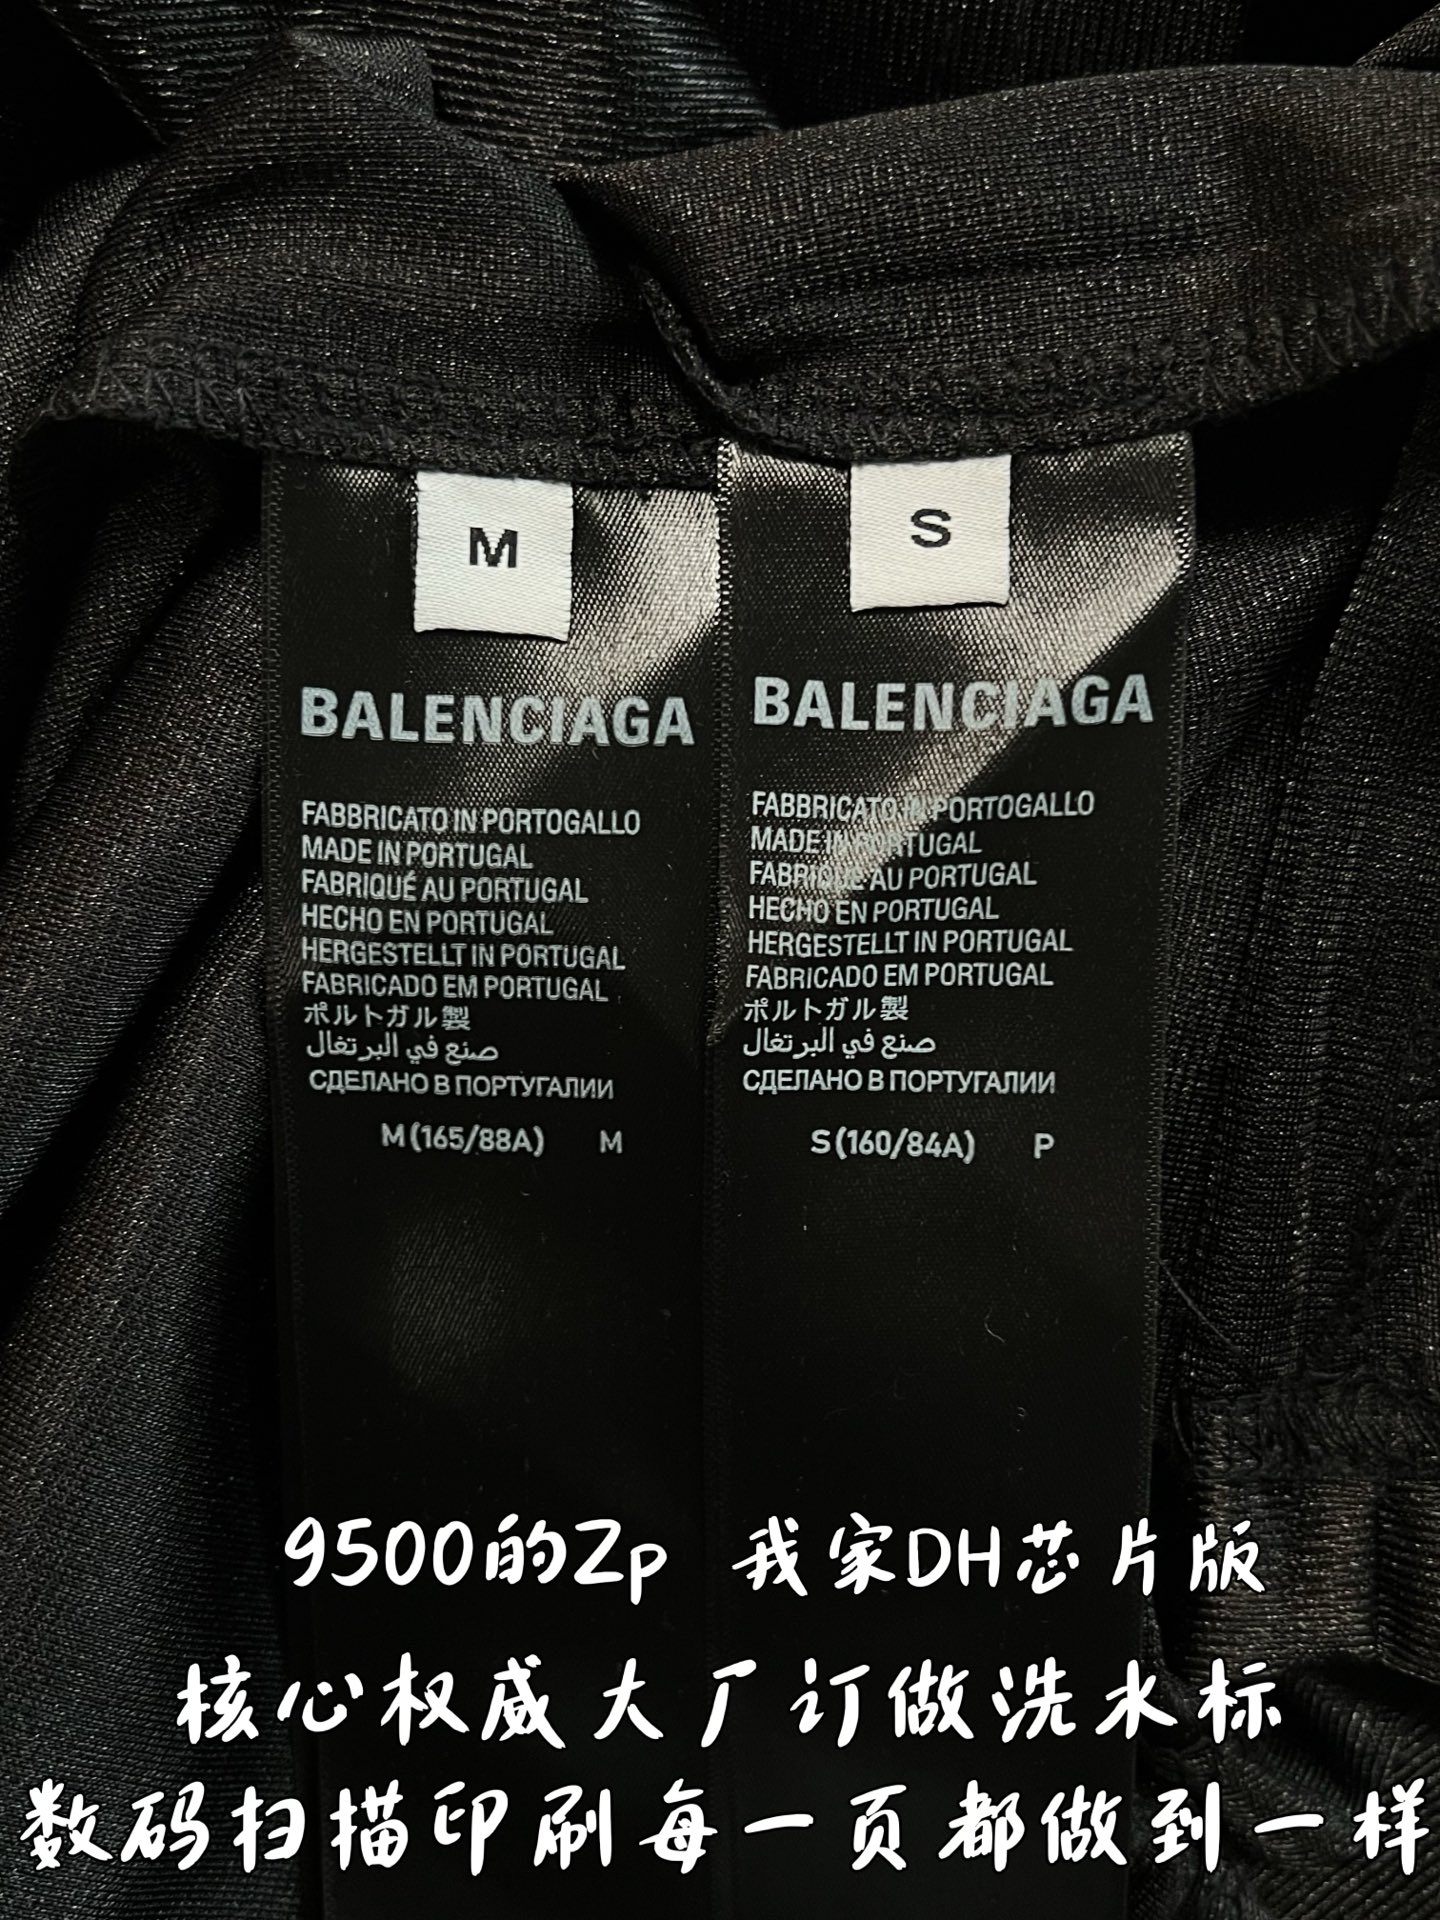 M
BALENCIAGA
FABBRICATO IN PORTOGALLO
MADE IN PORTUGAL
FABRIQUÉ AU PORTUGAL
HECHO EN PORTUGAL
HERGESTELLT IN PORTUGAL
FABRICADO EM PORTUGAL
ポルトガル製
صنع في البرتغال
СДЕЛАНО В ПОРТУГАЛИИ
M (165/88A) M
S
BALENCIAGA
FABBRICATO IN PORTOGALLO
MADE IN PORTUGAL
FABRIQUÉ AU PORTUGAL
HECHO EN PORTUGAL
HERGESTELLT IN PORTUGAL
FABRICADO EM PORTUGAL
ポルトガル製
صنع في البرتغال
СДЕЛАНО В ПОРТУГАЛИИ
S (160/84A) P
9500的Zp 我家DH芯片版
核心权威大厂订做洗水标
数码扫描印刷每一页都做到一样